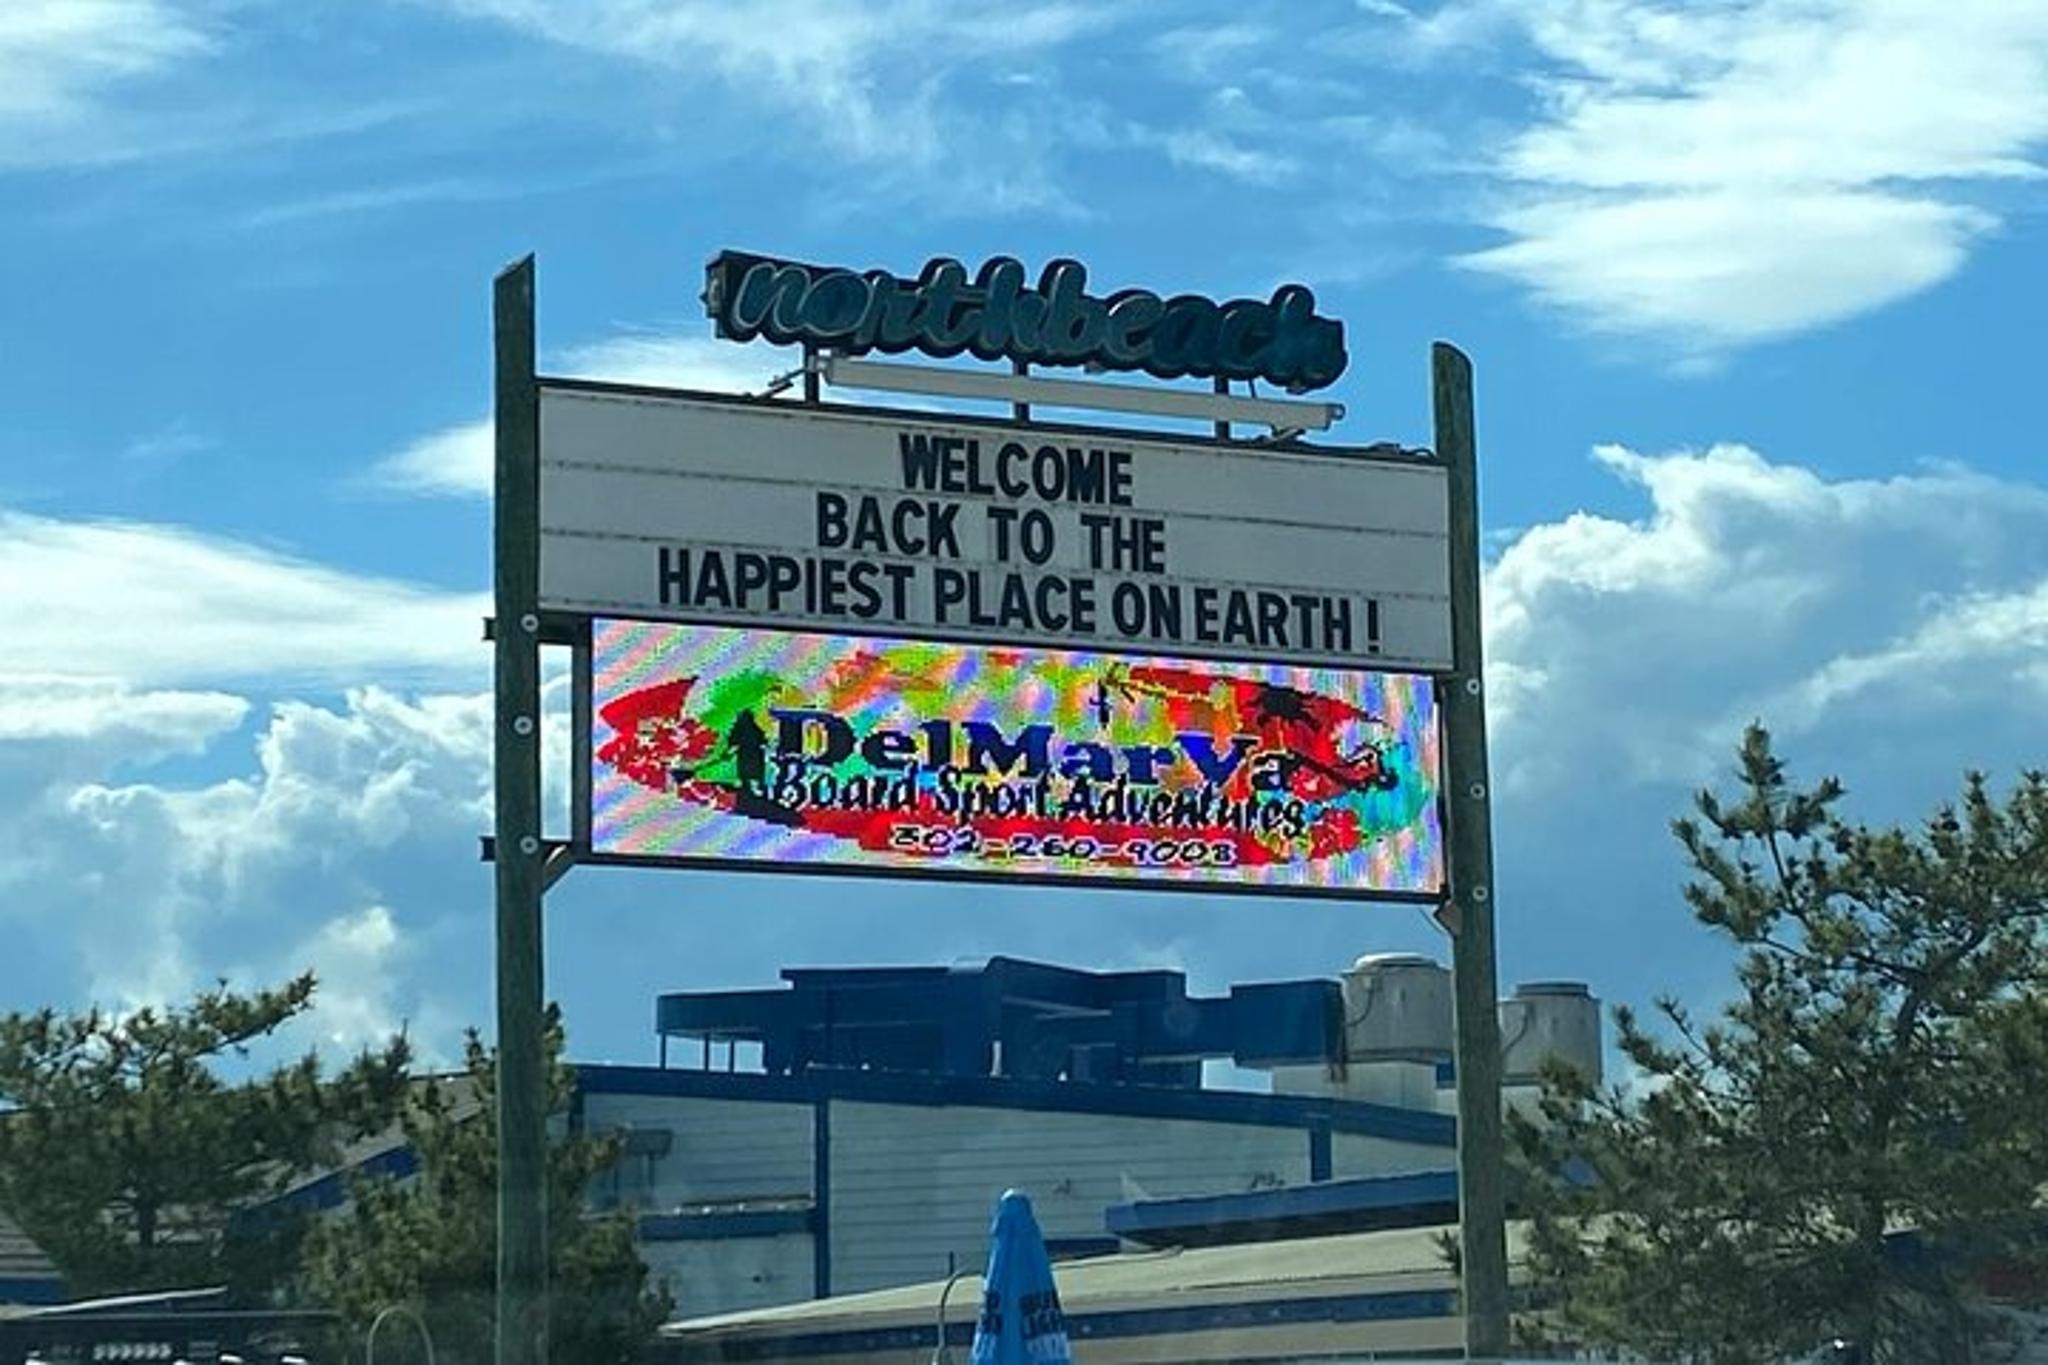 northbeach
WELCOME
BACK TO THE
HAPPIEST PLACE ON EARTH!
DelMarVa
Board Sport Adventures
302-260-9008